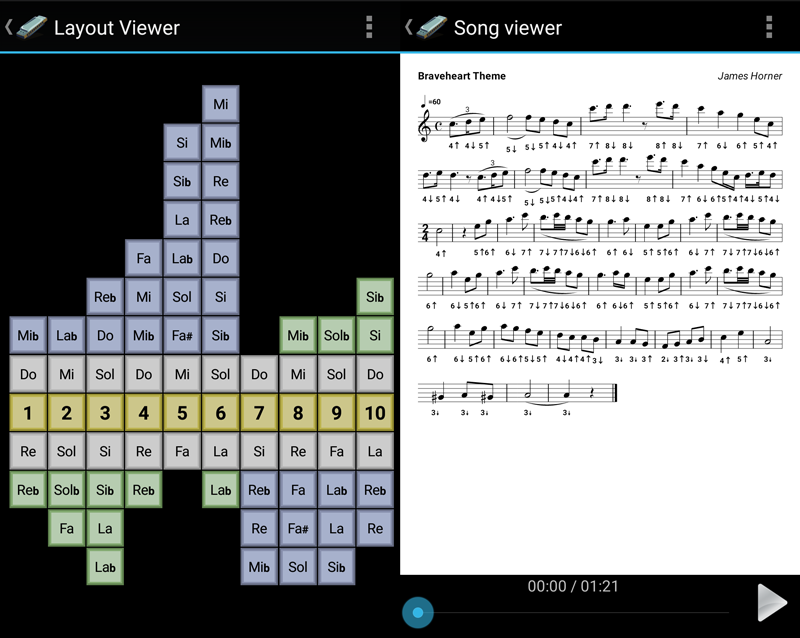 Layout Viewer
Mi
Si Mib
Sib Re
La Reb
Fa Lab Do
Reb Mi Sol Si Sib
Mib Lab Do Mib Fa# Sib Mib Solb Si
Do Mi Sol Do Mi Sol Do Mi Sol Do
1 2 3 4 5 6 7 8 9 10
Re Sol Si Re Fa La Si Re Fa La
Reb Solb Sib Reb Lab Reb Fa Lab Reb
Fa La Re Fa# La Re
Lab Mib Sol Sib
Song viewer
Braveheart Theme James Horner
=60
3
4↑ 4↓ 5↑ 5↓ 5↓ 5↑ 4↓ 4↑ 7↑ 8↓ 8↓ 8↑ 8↓ 7↑ 7↓ 6↓ 6↑ 5↑ 4↑
3
4↓ 5↑ 4↓ 4↑ 4↓ 5↑ 5↓ 5↓ 5↑ 4↓ 4↑ 7↑ 8↓ 8↓ 8↑ 8↓ 7↑ 7↓ 6↓ 6↑ 5↑ 4↑ 4↓ 5↑ 4↓
2
4
4↑ 5↑ 6↑ 6↓ 7↑ 7↓ 7↑ 7↓ 6↓ 6↑ 6↑ 6↓ 5↑ 6↑ 6↓ 7↑ 7↓ 7↑ 7↓ 6↓ 6↑
6↑ 6↓ 5↑ 6↑ 6↓ 7↑ 7↓ 7↑ 7↓ 6↓ 6↑ 6↑ 6↓ 5↑ 5↑ 6↑ 6↓ 7↑ 7↓ 7↑ 7↓ 6↓ 6↑
6↑ 6↓ 5↓ 5↑ 6↑ 6↓ 6↑ 5↓ 5↑ 4↓ 4↑ 4↑ 3↓ 3↓ 3↑ 3↓ 2↓ 3↑ 3↓ 3↓ 4↑ 5↑ 3↓
3↓ 3↓ 3↓ 3↓ 3↓
00:00 / 01:21